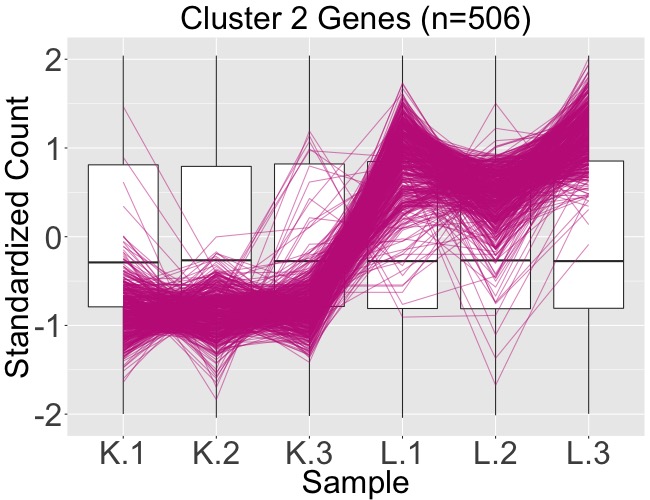 Cluster 2 Genes (n=506)
Standardized Count
2
1
0
-1
-2
K.1 K.2 K.3 L.1 L.2 L.3
Sample